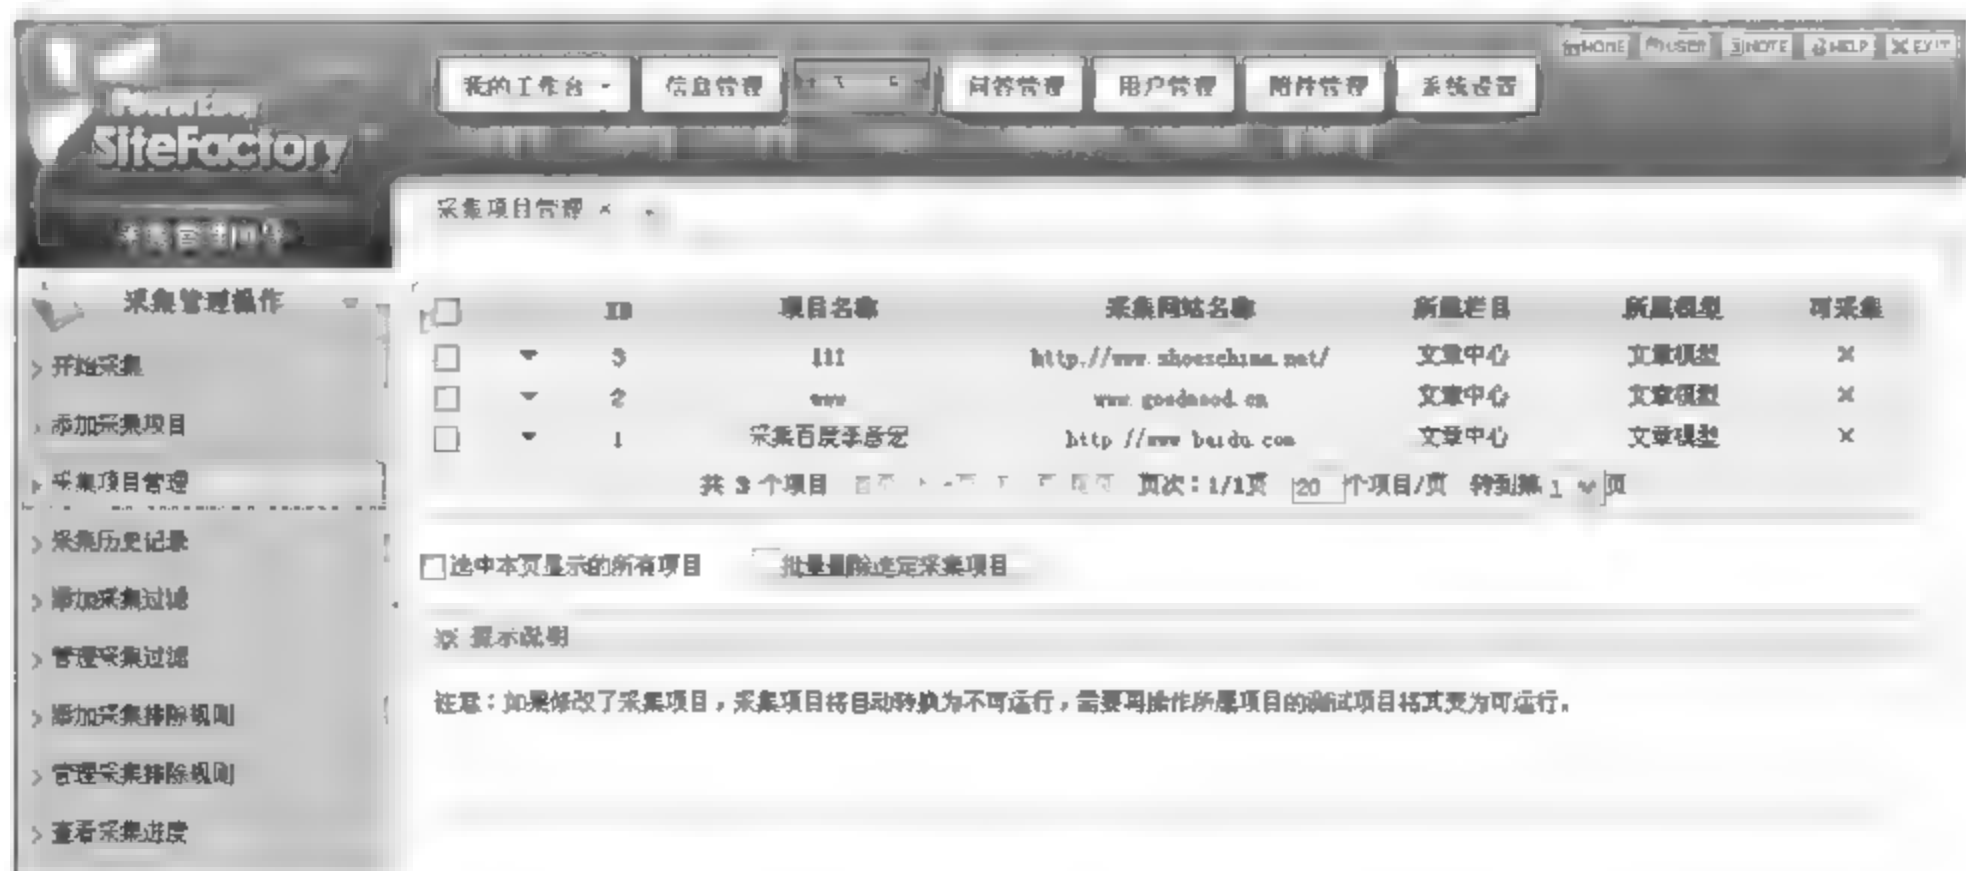 HOME USER NOTE HELP EXIT
我的工作台 信息管理 问答管理 用户管理 附件管理 系统设置
SiteFactory
采集项目管理 ×
采集管理操作
开始采集
添加采集项目
采集项目管理
采集历史记录
添加采集过滤
管理采集过滤
添加采集排除规则
管理采集排除规则
查看采集进度
ID 项目名称 采集网站名称 所属栏目 所属模型 可采集
3 111 http://www.shoeschina.net/ 文章中心 文章模型 ×
2 www 文章中心 文章模型 ×
1 采集百度李彦宏 http://www.baidu.com 文章中心 文章模型 ×
共 3 个项目 页次：1/1页 20 个项目/页 转到第 1 页
选中本页显示的所有项目 批量删除选定采集项目
提示说明
注意：如果修改了采集项目，采集项目将自动转换为不可运行，需要再操作所属项目的测试项目将其变为可运行。